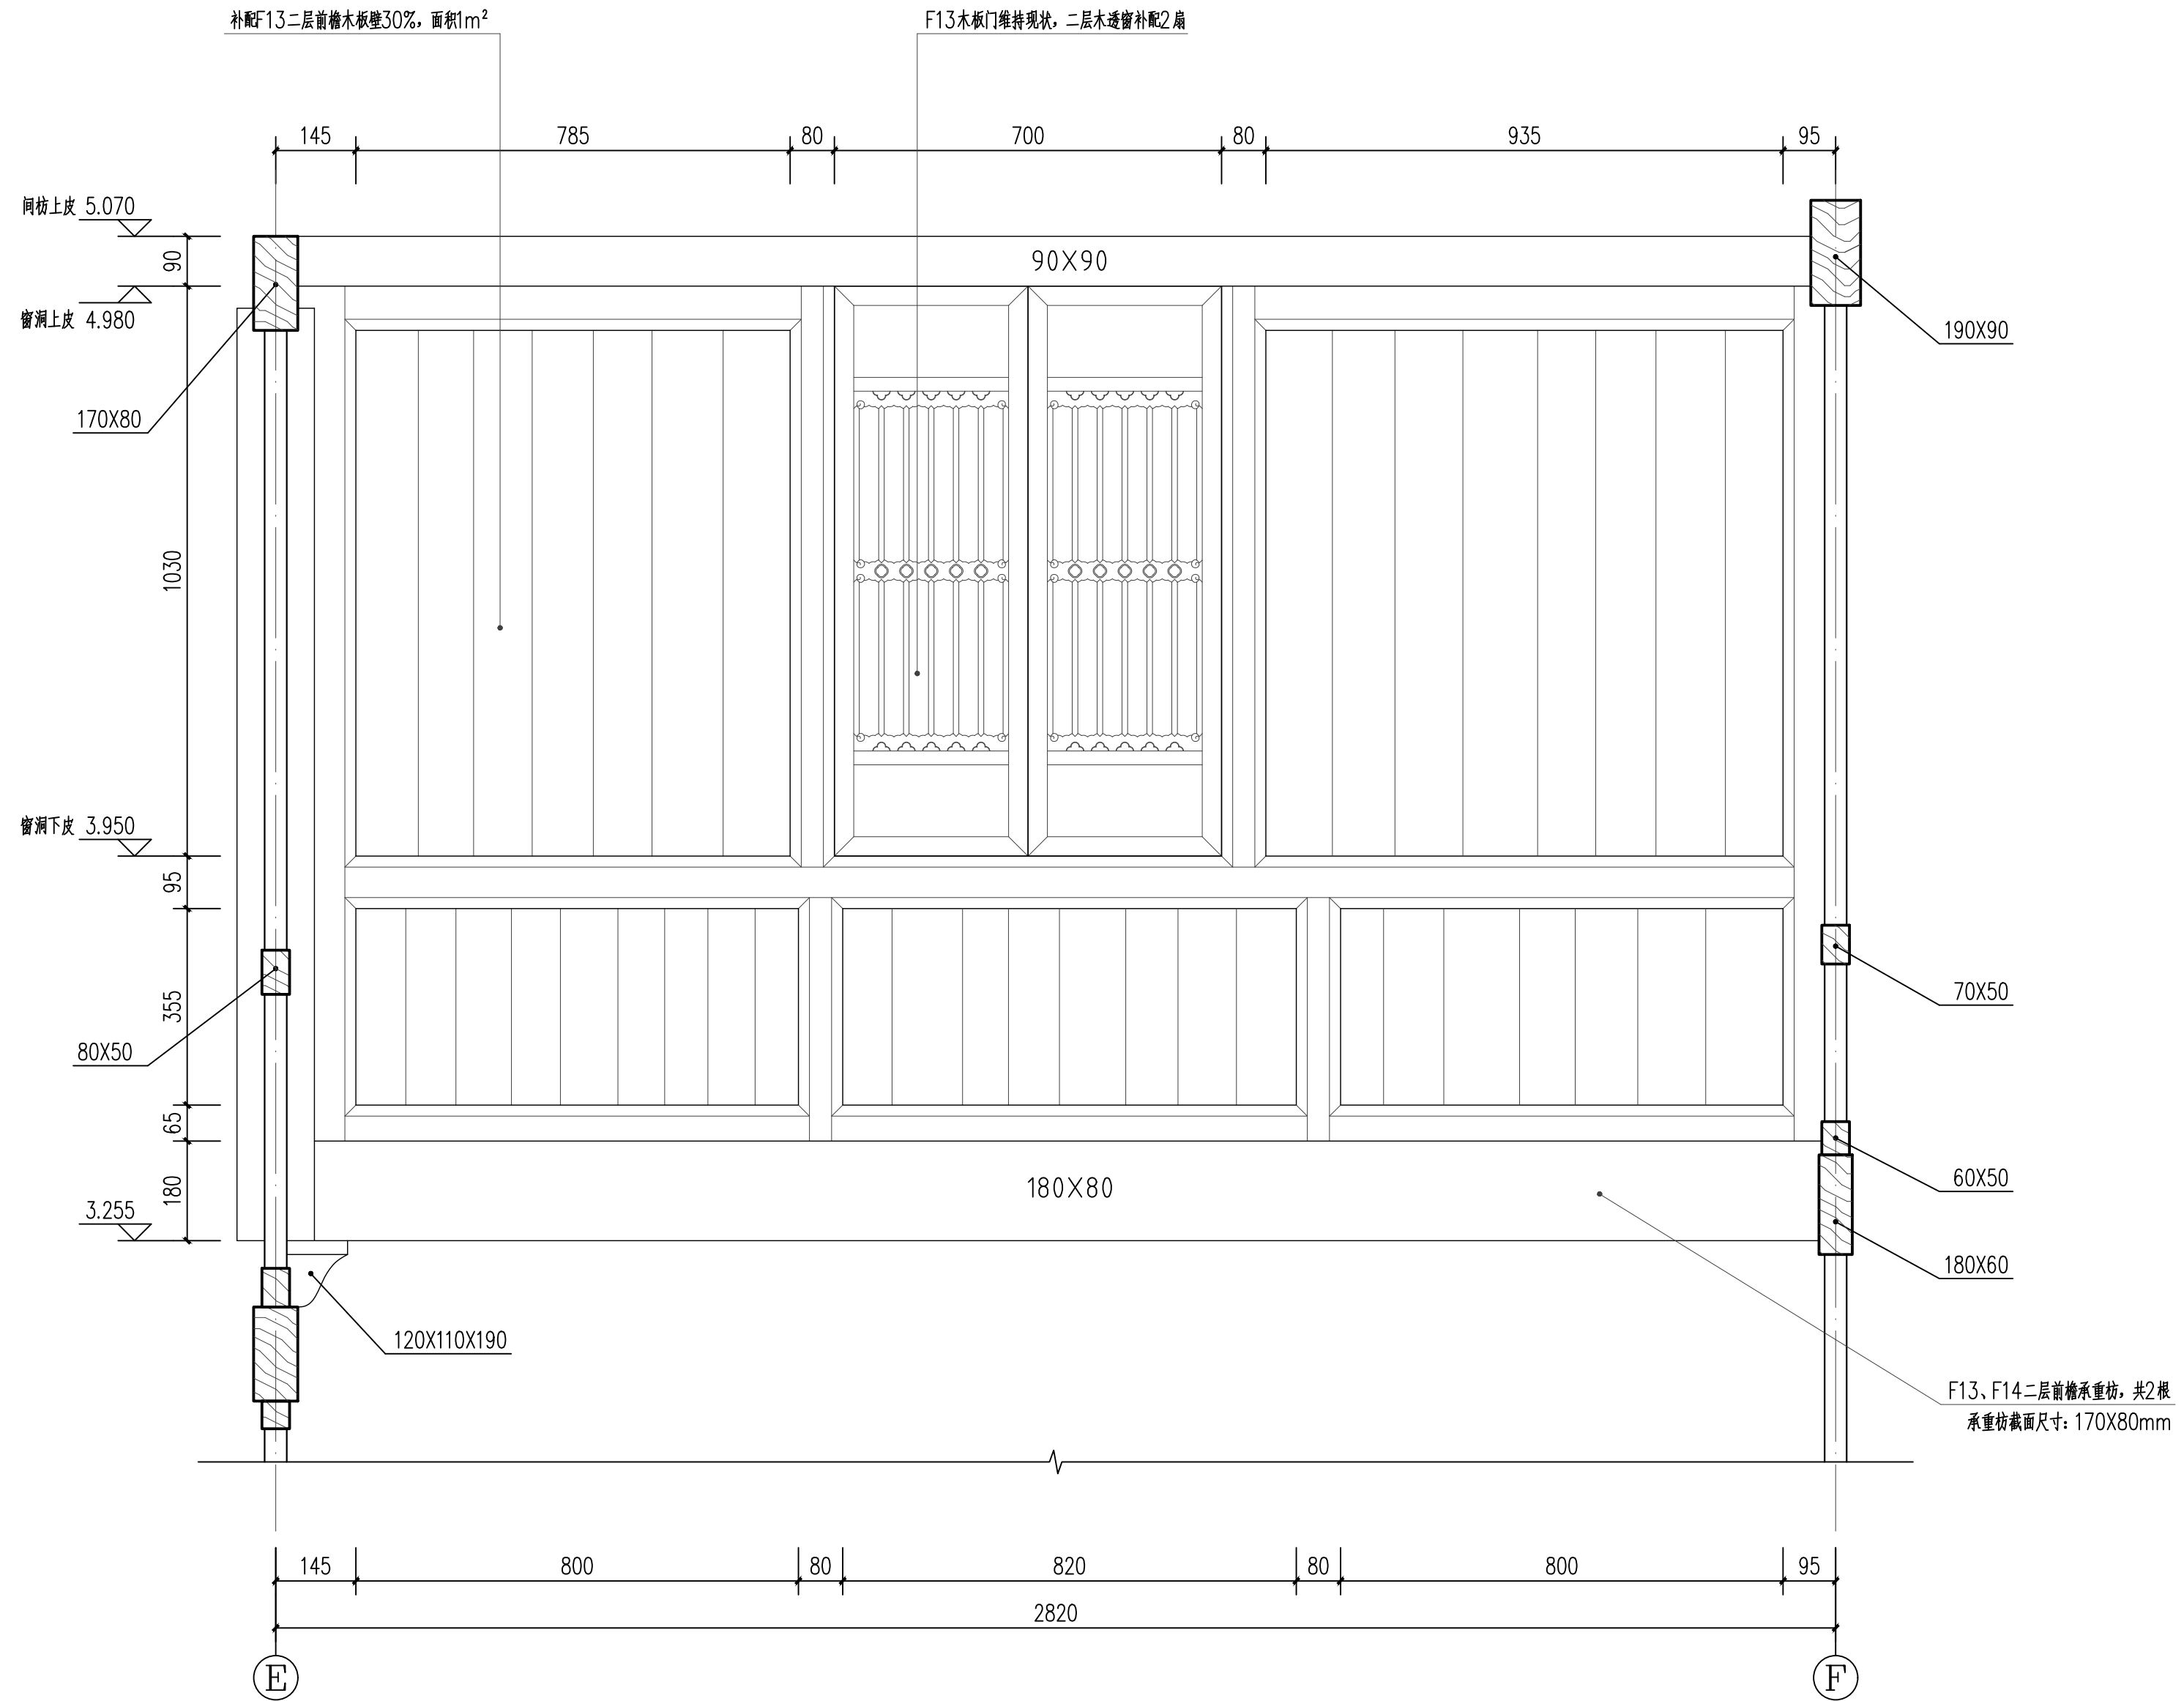 补配F13二层前檐木板壁30%，面积1m²
F13木板门维持现状，二层木透窗补配2扇
145 785 80 700 80 935 95
间枋上皮 5.070
90
90X90
窗洞上皮 4.980
190X90
170X80
1030
窗洞下皮 3.950
95
355
70X50
80X50
65
60X50
180
180X80
3.255
180X60
120X110X190
F13、F14二层前檐承重枋，共2根
承重枋截面尺寸：170X80mm
145 800 80 820 80 800 95
2820
E F